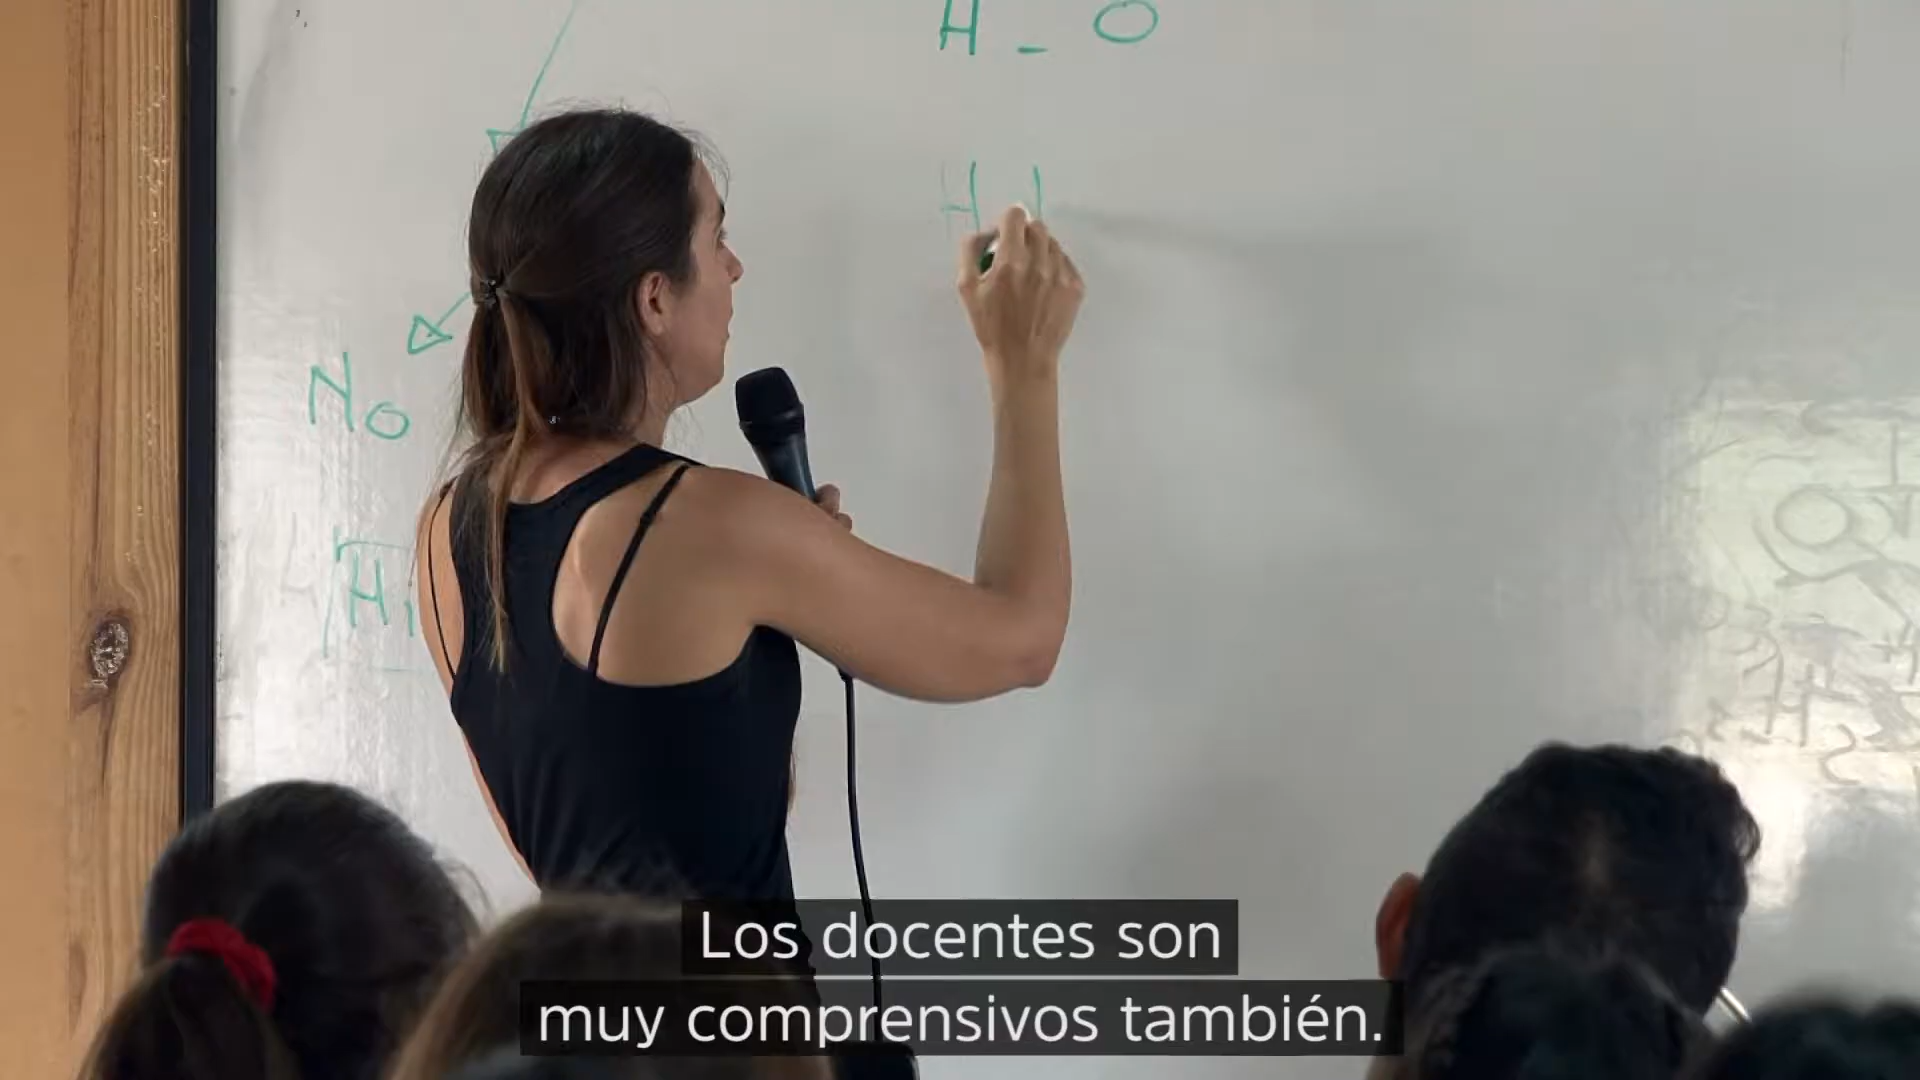 H - O
H
No
Hi
Los docentes son
muy comprensivos también.